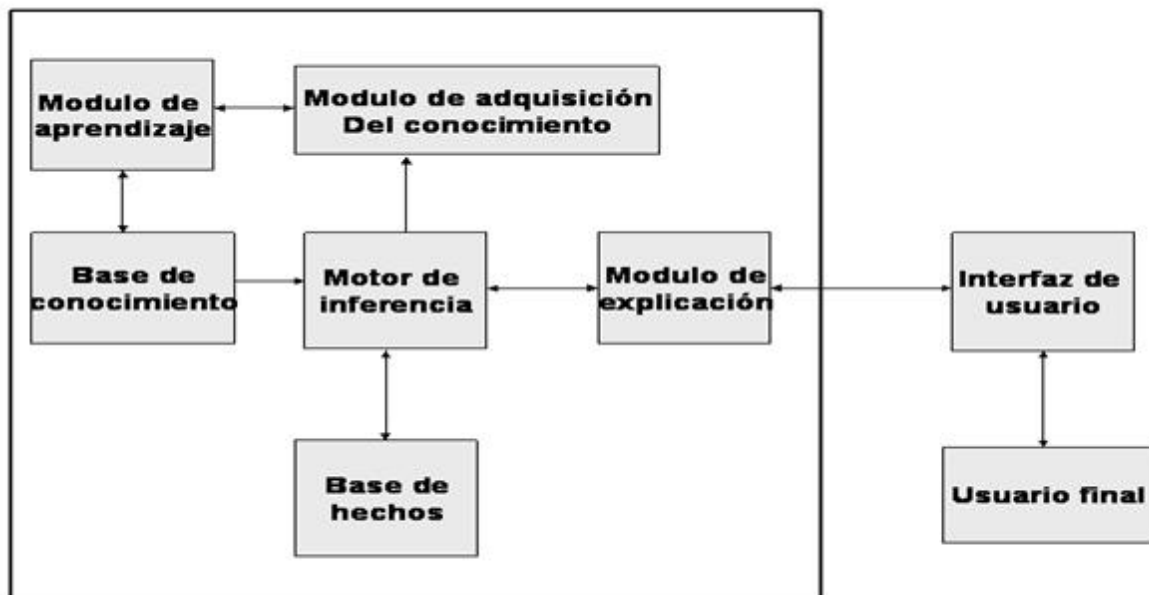 Modulo de
aprendizaje
Modulo de adquisición
Del conocimiento
Base de
conocimiento
Motor de
inferencia
Modulo de
explicación
Interfaz de
usuario
Base de
hechos
Usuario final